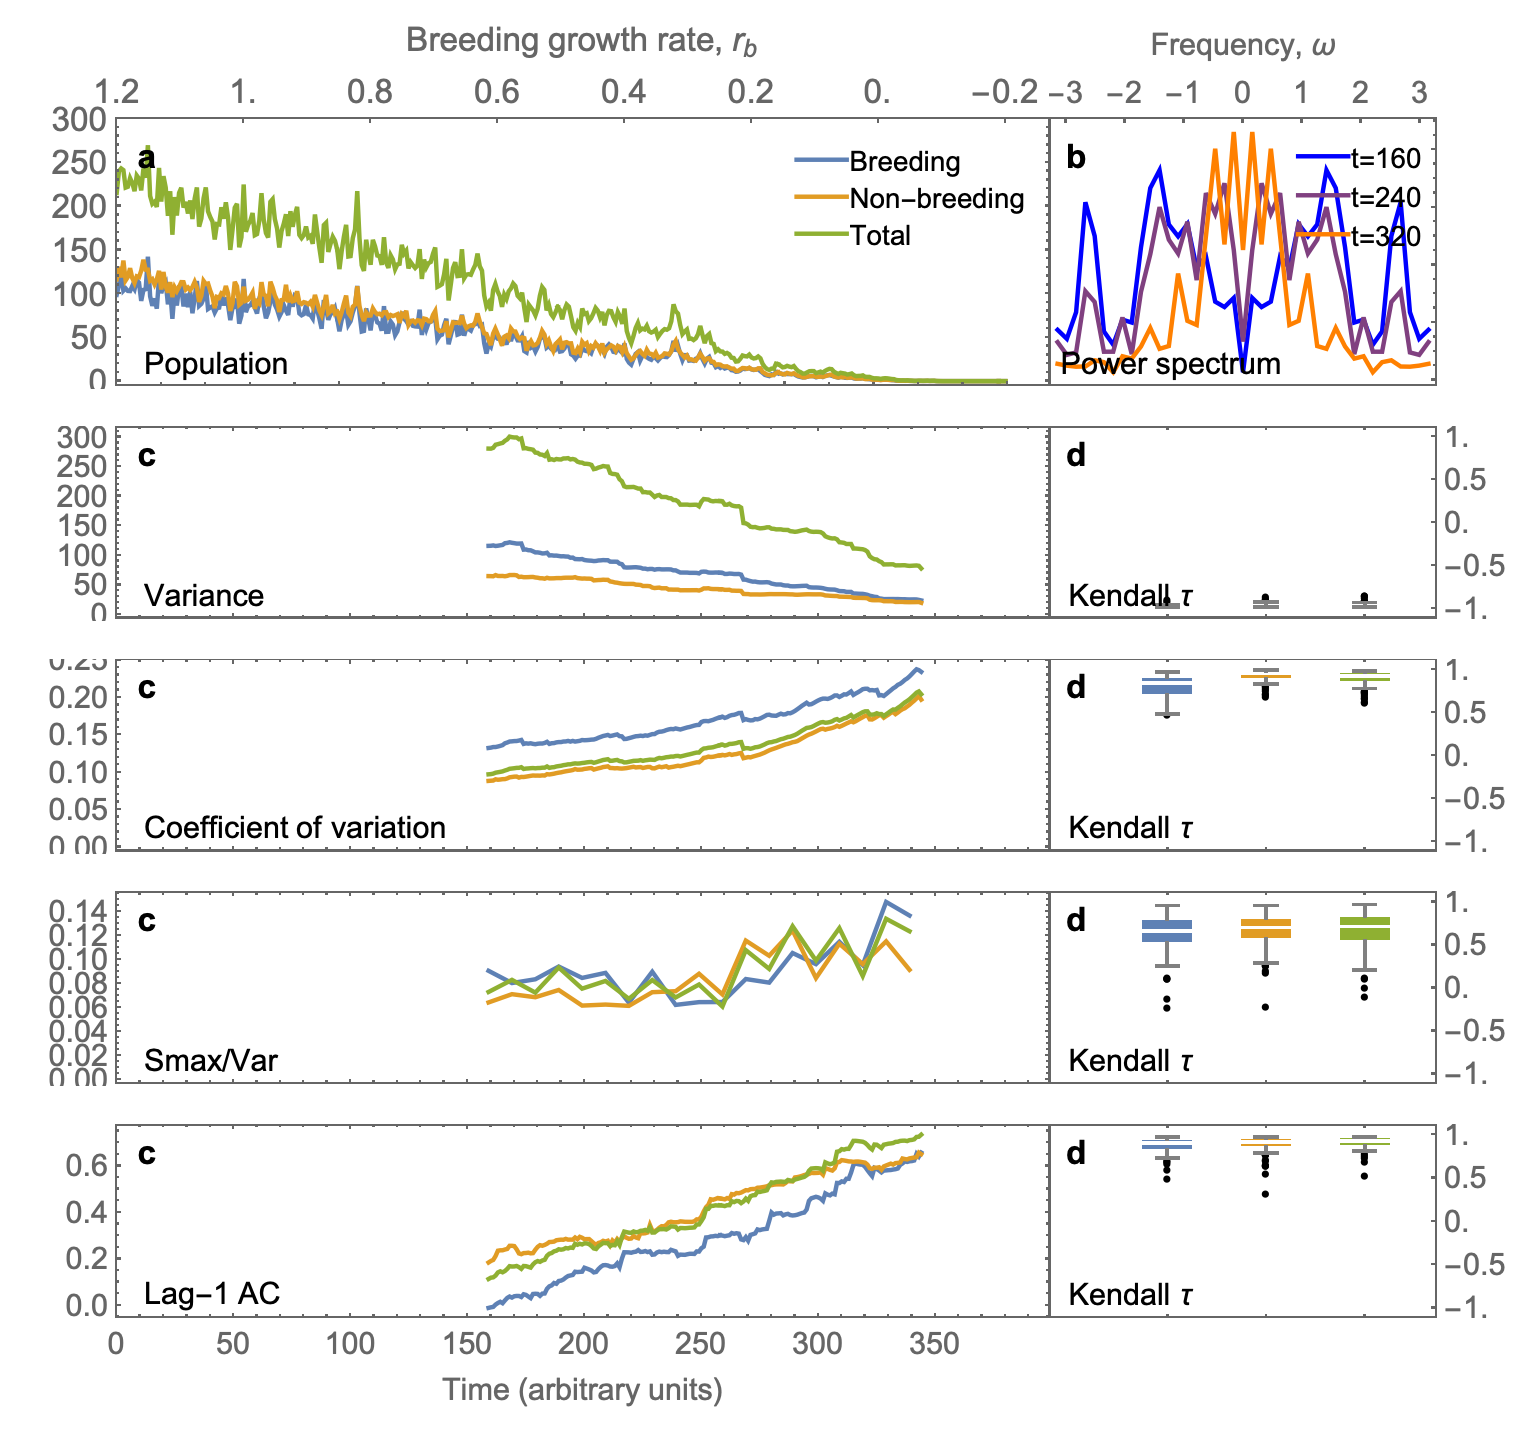 Breeding growth rate, r_b
Frequency, ω
1.2 1. 0.8 0.6 0.4 0.2 0. −0.2
−3 −2 −1 0 1 2 3
300
250
200
150
100
50
0
a
Breeding
Non−breeding
Total
Population
b
t=160
t=240
t=320
Power spectrum
300
250
200
150
100
50
0
c
Variance
d
Kendall τ
1.
0.5
0.
−0.5
−1.
0.25
0.20
0.15
0.10
0.05
0.00
c
Coefficient of variation
d
Kendall τ
1.
0.5
0.
−0.5
−1.
0.14
0.12
0.10
0.08
0.06
0.04
0.02
0.00
c
Smax/Var
d
Kendall τ
1.
0.5
0.
−0.5
−1.
0.6
0.4
0.2
0.0
c
Lag−1 AC
d
Kendall τ
1.
0.5
0.
−0.5
−1.
0 50 100 150 200 250 300 350
Time (arbitrary units)